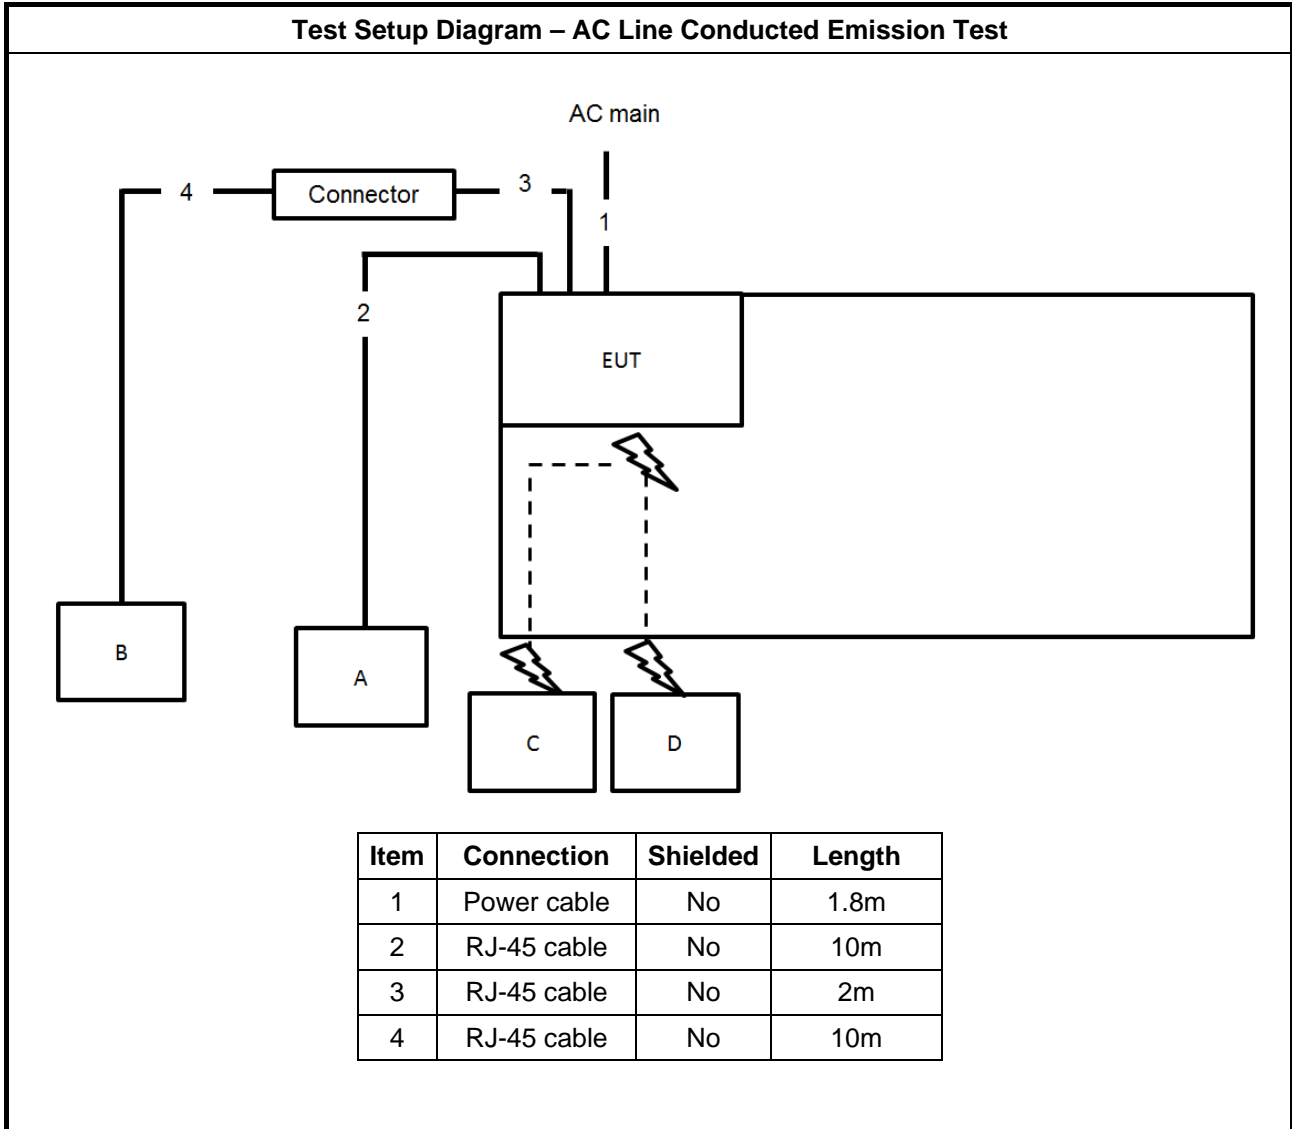 Test Setup Diagram – AC Line Conducted Emission Test
AC main
4
Connector
3
1
2
EUT
B
A
C
D
Item Connection Shielded Length
1 Power cable No 1.8m
2 RJ-45 cable No 10m
3 RJ-45 cable No 2m
4 RJ-45 cable No 10m